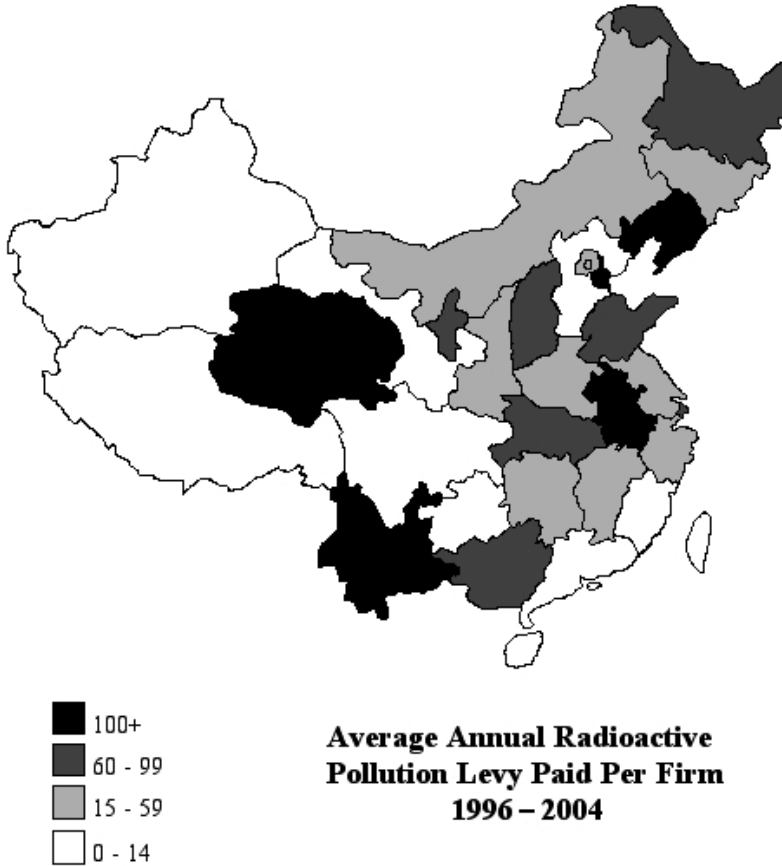 100+
60 - 99
15 - 59
0 - 14
Average Annual Radioactive
Pollution Levy Paid Per Firm
1996 – 2004